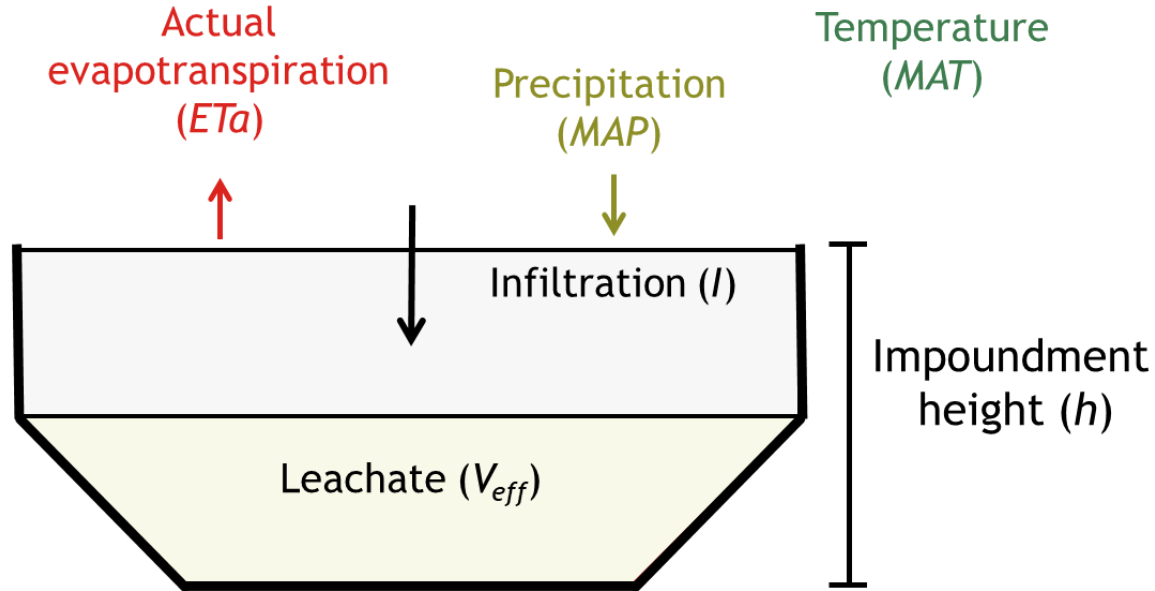 Actual
evapotranspiration
(ETa)
Precipitation
(MAP)
Temperature
(MAT)
Infiltration (I)
Impoundment
height (h)
Leachate (Veff)